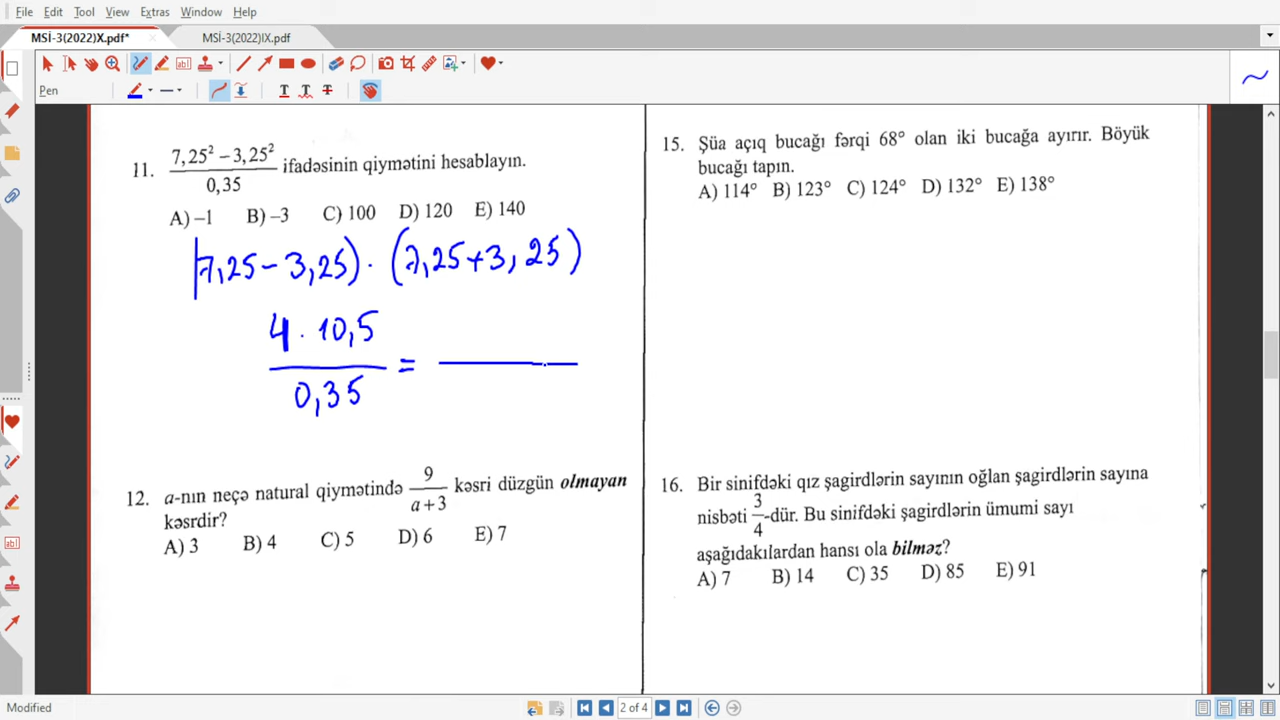 File Edit Tool View Extras Window Help
MSİ-3(2022)X.pdf* MSİ-3(2022)IX.pdf
Pen
11. 7,25² − 3,25² / 0,35 ifadəsinin qiymətini hesablayın.
A) −1 B) −3 C) 100 D) 120 E) 140
(7,25 − 3,25) · (7,25 + 3,25)
4 · 10,5 / 0,35 =
12. a-nın neçə natural qiymətində 9 / a + 3 kəsri düzgün olmayan
kəsrdir?
A) 3 B) 4 C) 5 D) 6 E) 7
15. Şüa açıq bucağı fərqi 68° olan iki bucağa ayırır. Böyük
bucağı tapın.
A) 114° B) 123° C) 124° D) 132° E) 138°
16. Bir sinifdəki qız şagirdlərin sayının oğlan şagirdlərin sayına
nisbəti 3/4-dür. Bu sinifdəki şagirdlərin ümumi sayı
aşağıdakılardan hansı ola bilməz?
A) 7 B) 14 C) 35 D) 85 E) 91
Modified
2 of 4